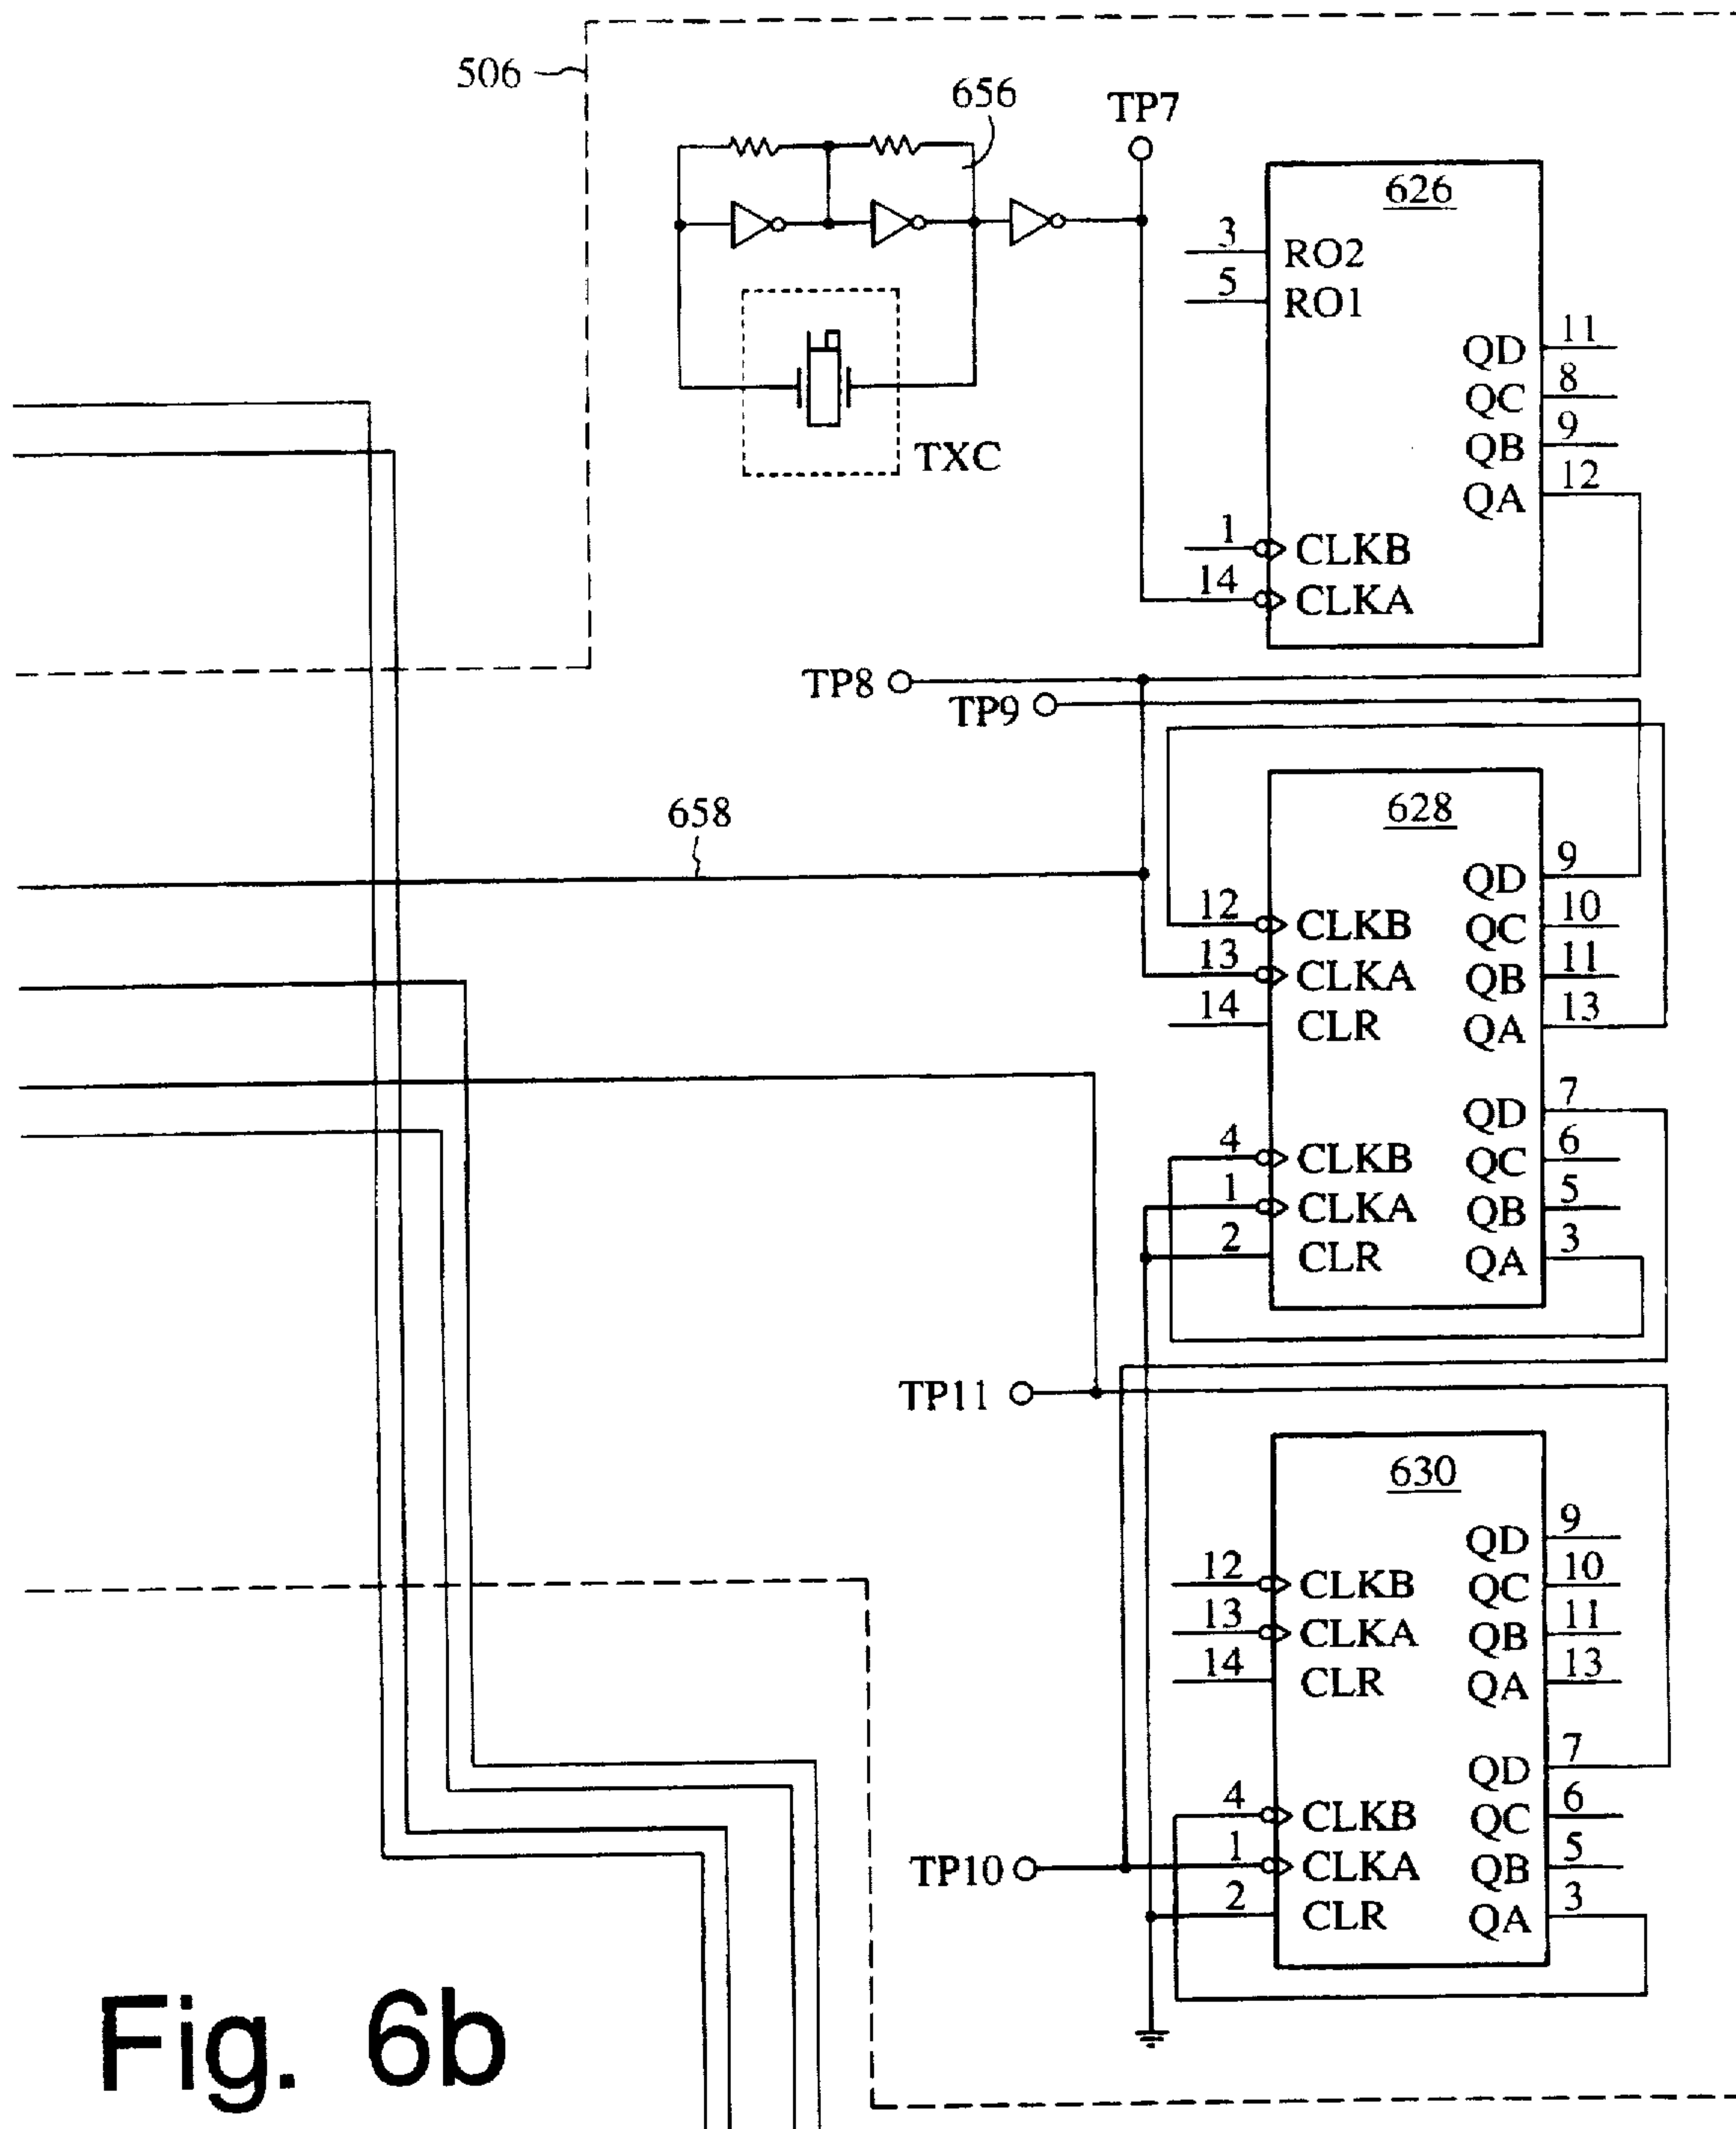 506
656
TP7
626
3
RO2
5
RO1
QD
11
QC
8
QB
9
QA
12
1
CLKB
14
CLKA
TXC
TP8
TP9
658
628
QD
9
12
CLKB
QC
10
13
CLKA
QB
11
14
CLR
QA
13
QD
7
4
CLKB
QC
6
1
CLKA
QB
5
2
CLR
QA
3
TP11
630
QD
9
12
CLKB
QC
10
13
CLKA
QB
11
14
CLR
QA
13
QD
7
4
CLKB
QC
6
TP10
1
CLKA
QB
5
2
CLR
QA
3
Fig. 6b